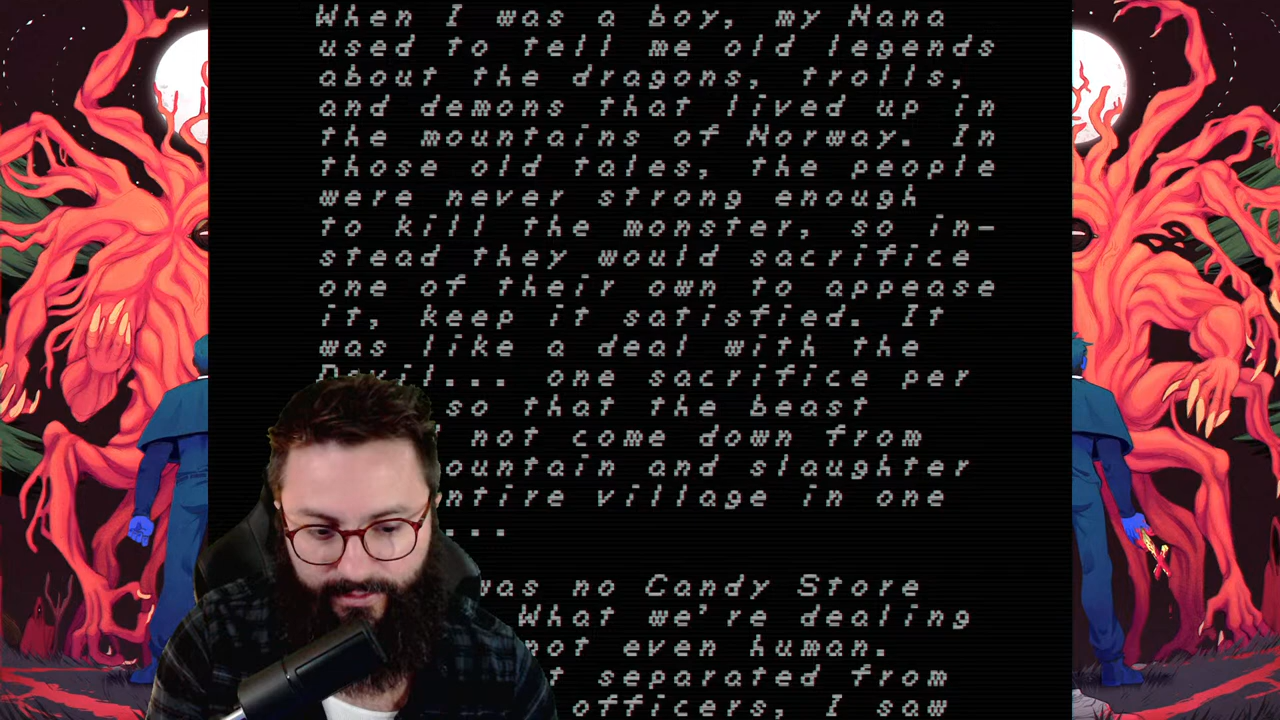 When I was a boy, my Nana
used to tell me old legends
about the dragons, trolls,
and demons that lived up in
the mountains of Norway. In
those old tales, the people
were never strong enough
to kill the monster, so in-
stead they would sacrifice
one of their own to appease
it, keep it satisfied. It
was like a deal with the
Devil... one sacrifice per
so that the beast
not come down from
and slaughter
village in one
...
was no Candy Store
What we're dealing
not even human.
separated from
officers, I saw